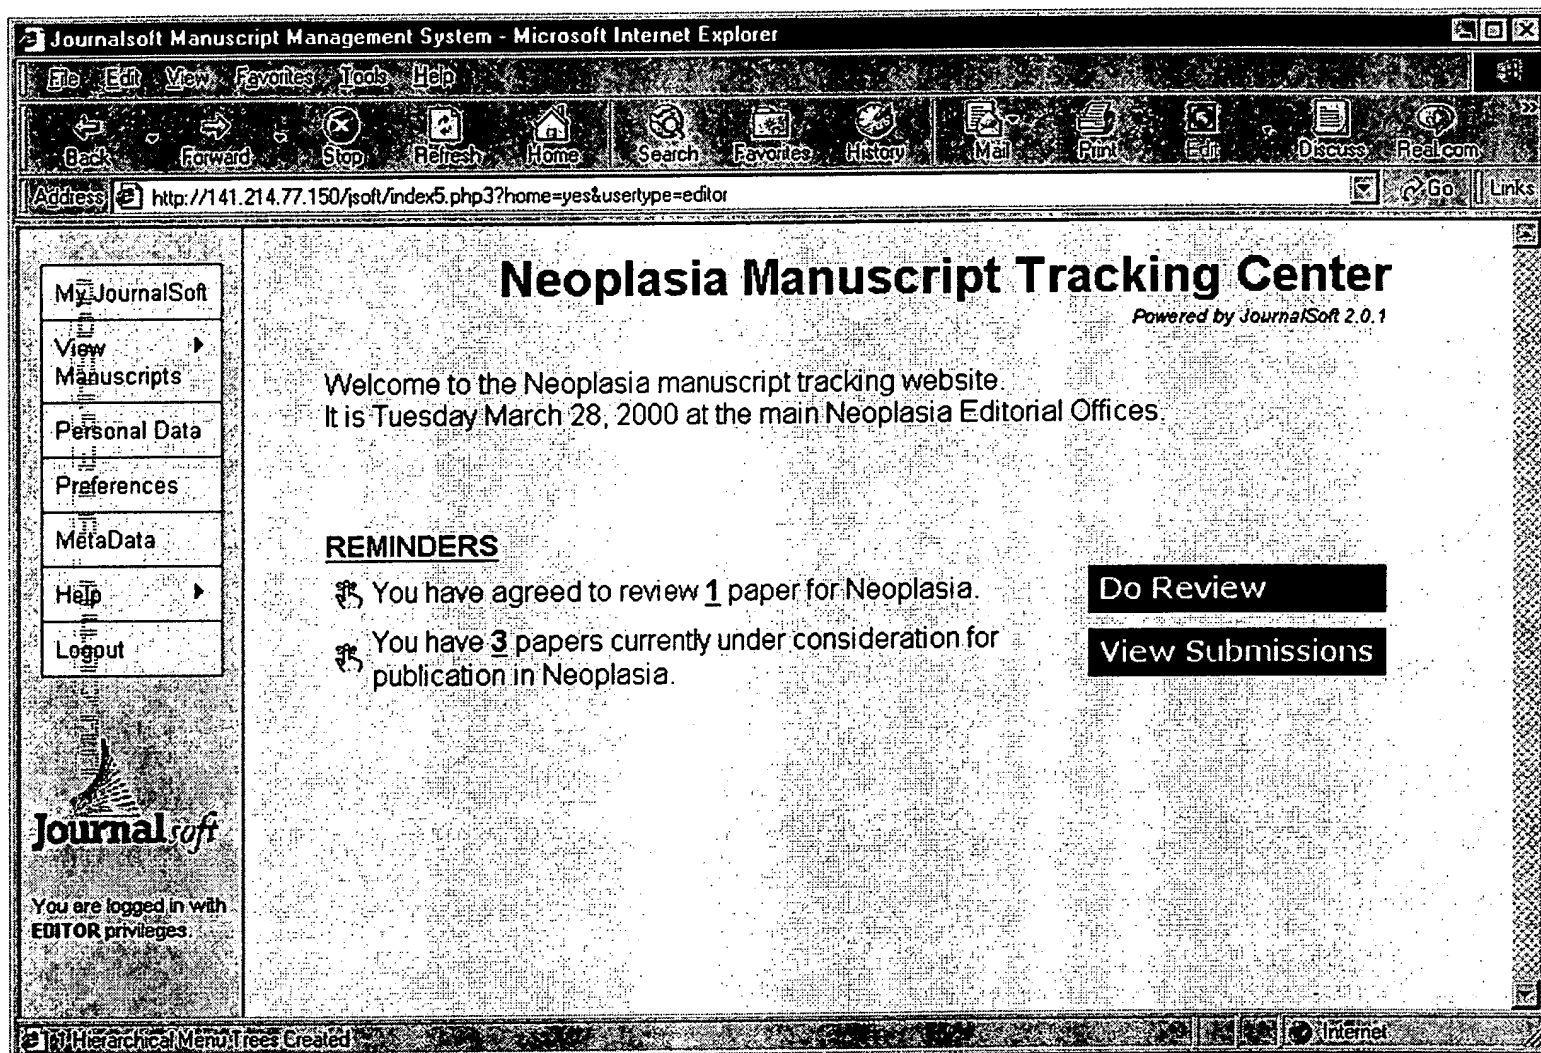 Journalsoft Manuscript Management System - Microsoft Internet Explorer
File Edit View Favorites Tools Help
Back Forward Stop Refresh Home Search Favorites History Mail Print Edit Discuss Real.com
Address http://141.214.77.150/jsoft/index5.php3?home=yes&usertype=editor Go Links
Neoplasia Manuscript Tracking Center
Powered by JournalSoft 2.0.1
My JournalSoft
View
Manuscripts
Personal Data
Preferences
MetaData
Help
Logout
Welcome to the Neoplasia manuscript tracking website.
It is Tuesday March 28, 2000 at the main Neoplasia Editorial Offices.
REMINDERS
You have agreed to review 1 paper for Neoplasia.
Do Review
You have 3 papers currently under consideration for
publication in Neoplasia.
View Submissions
Journalsoft
You are logged in with
EDITOR privileges.
Hierarchical Menu Trees Created Internet